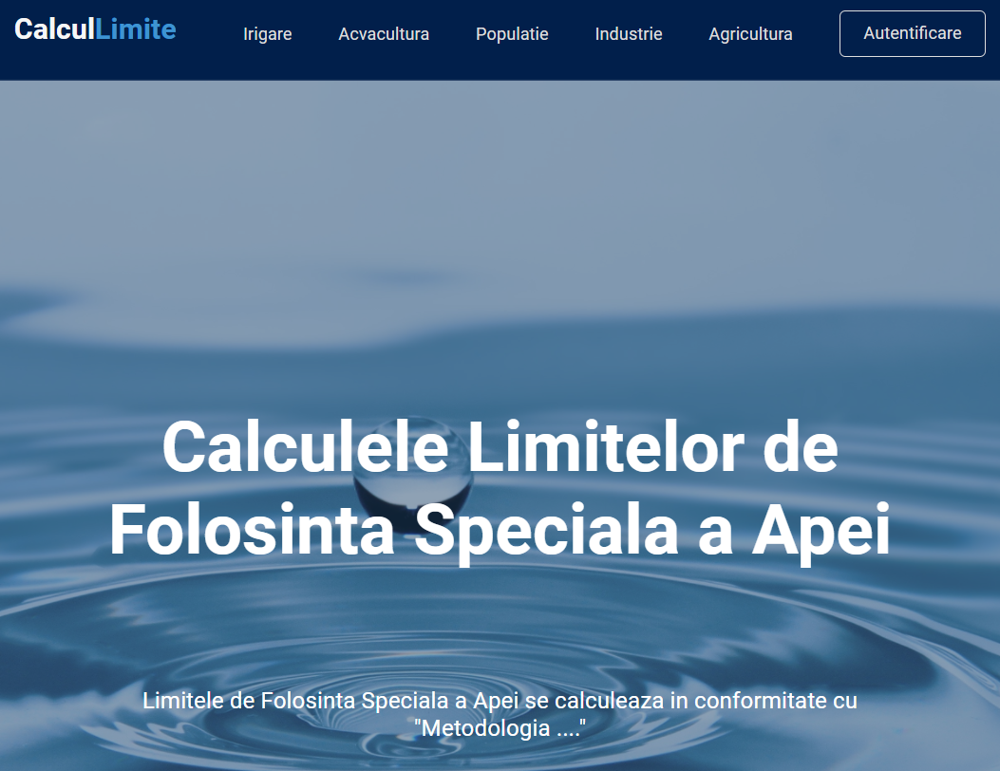 CalculLimite
Irigare
Acvacultura
Populatie
Industrie
Agricultura
Autentificare
Calculele Limitelor de
Folosinta Speciala a Apei
Limitele de Folosinta Speciala a Apei se calculeaza in conformitate cu
"Metodologia ...."